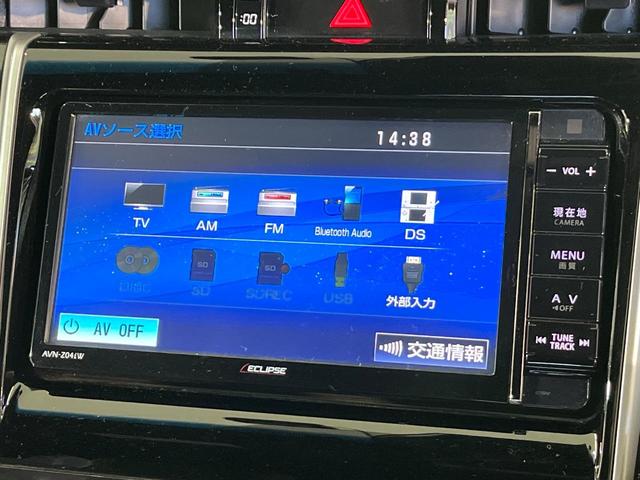 :00
AVソース選択
14:38
TV AM FM Bluetooth Audio DS
DISC SD SDREC USB 外部入力
AV OFF
交通情報
AVN-Z04iW
ECLIPSE
− VOL +
現在地
CAMERA
MENU
画質
AV
OFF
TUNE
TRACK